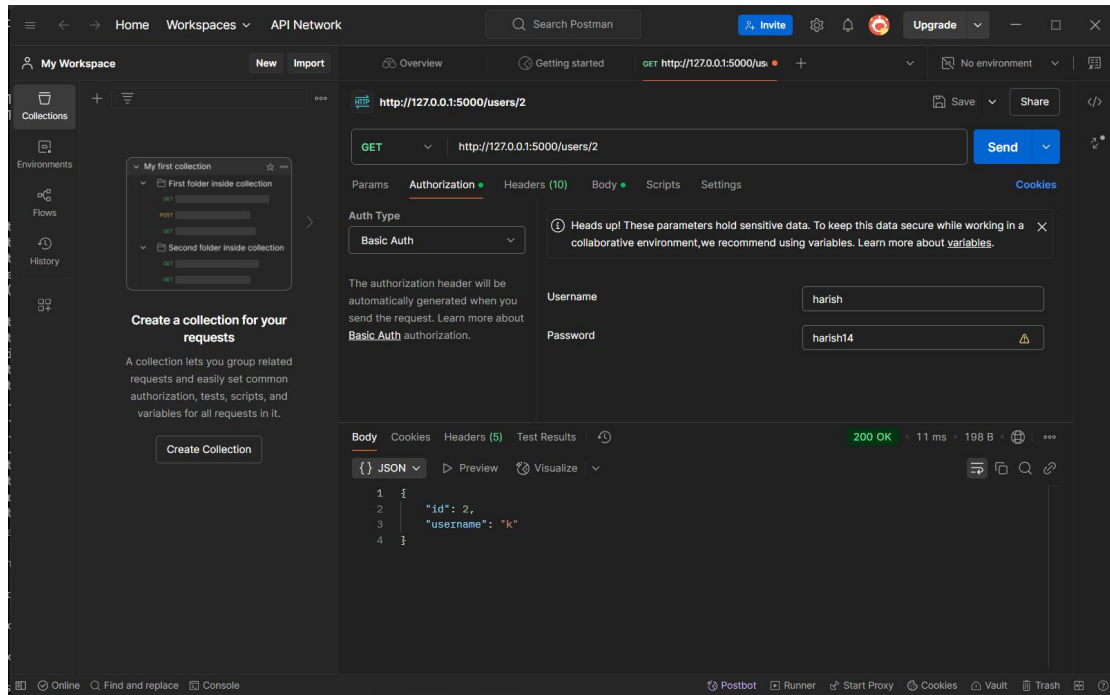 Home Workspaces API Network Search Postman Invite Upgrade
My Workspace New Import Overview Getting started GET http://127.0.0.1:5000/us No environment
Collections
Environments
Flows
History
My first collection
First folder inside collection
GET
POST
GET
Second folder inside collection
GET
GET
Create a collection for your
requests
A collection lets you group related
requests and easily set common
authorization, tests, scripts, and
variables for all requests in it.
Create Collection
HTTP http://127.0.0.1:5000/users/2 Save Share
GET http://127.0.0.1:5000/users/2 Send
Params Authorization Headers (10) Body Scripts Settings Cookies
Auth Type
Basic Auth
The authorization header will be
automatically generated when you
send the request. Learn more about
Basic Auth authorization.
Heads up! These parameters hold sensitive data. To keep this data secure while working in a
collaborative environment,we recommend using variables. Learn more about variables.
Username harish
Password harish14
Body Cookies Headers (5) Test Results 200 OK 11 ms 198 B
{} JSON Preview Visualize
1 {
2 "id": 2,
3 "username": "k"
4 }
Online Find and replace Console Postbot Runner Start Proxy Cookies Vault Trash